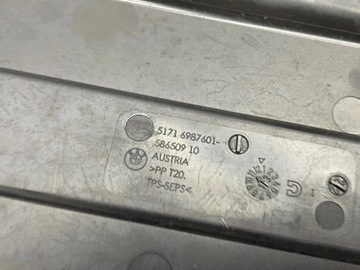 5171 6987601-
586509 10
AUSTRIA
>PP T20.
TPS-SEPS<